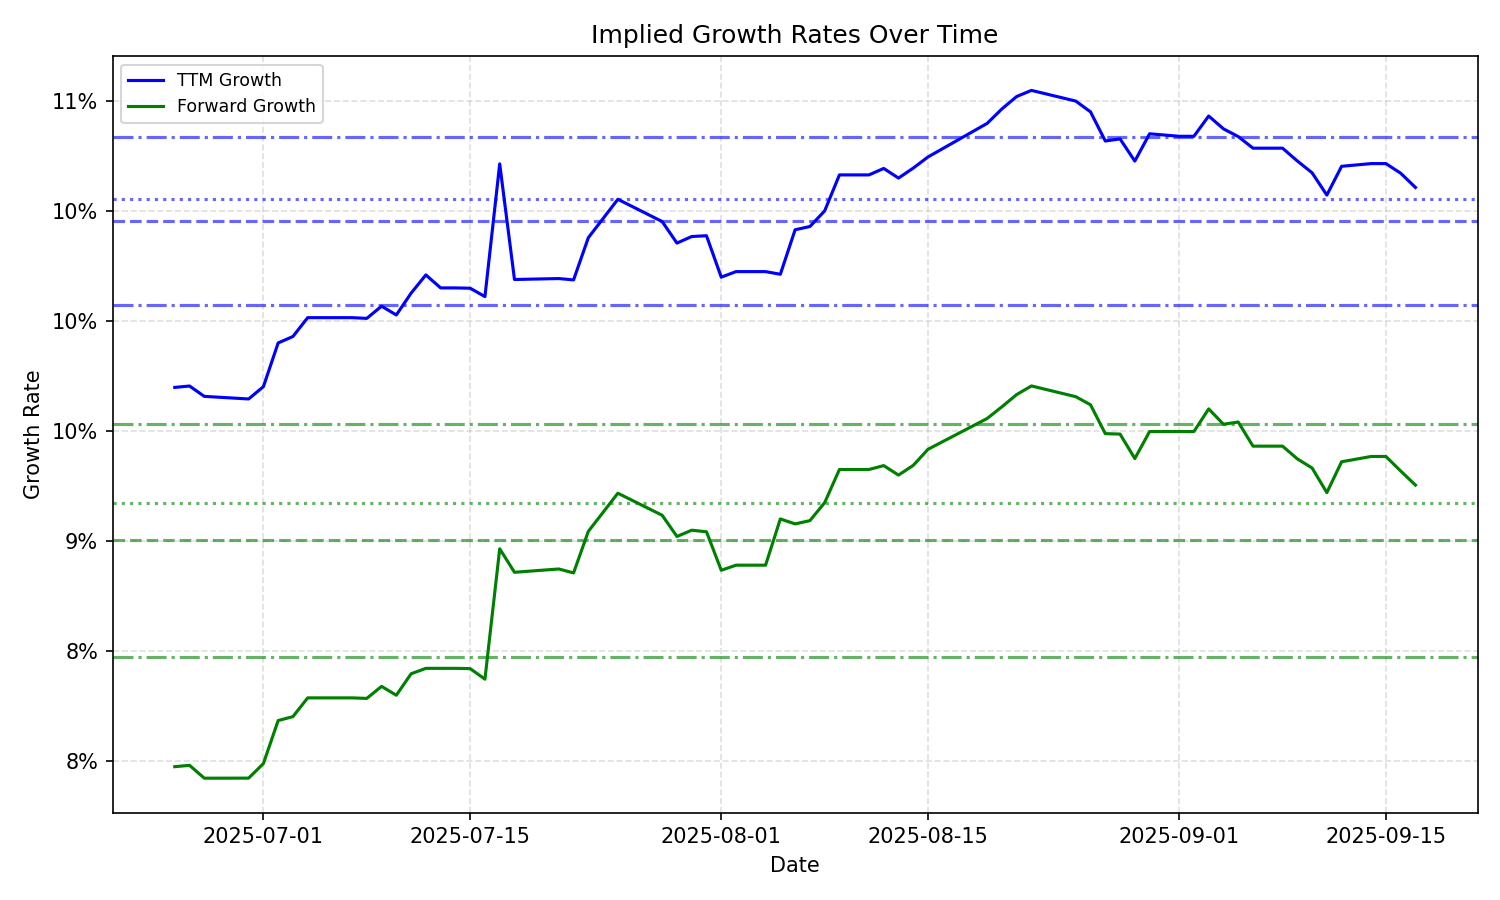 Implied Growth Rates Over Time
TTM Growth
Forward Growth
11%
10%
10%
10%
9%
8%
8%
Growth Rate
2025-07-01
2025-07-15
2025-08-01
2025-08-15
2025-09-01
2025-09-15
Date